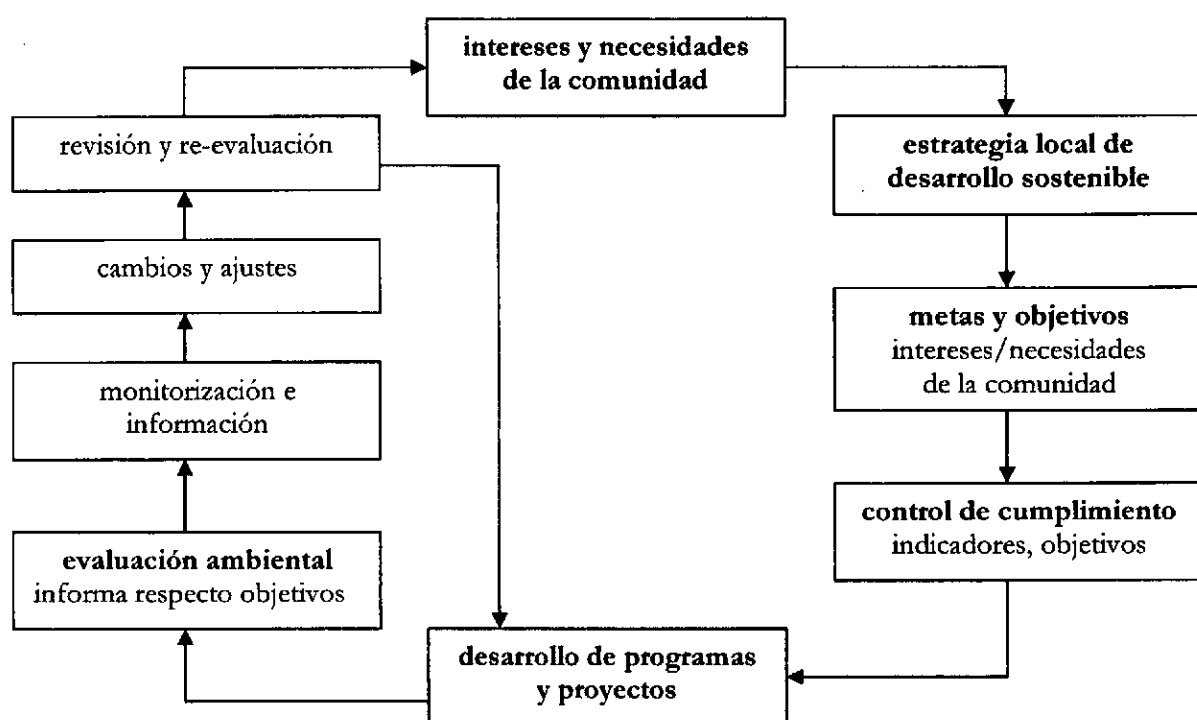 intereses y necesidades
de la comunidad
revisión y re-evaluación
estrategia local de
desarrollo sostenible
cambios y ajustes
metas y objetivos
intereses/necesidades
de la comunidad
monitorización e
información
control de cumplimiento
indicadores, objetivos
evaluación ambiental
informa respecto objetivos
desarrollo de programas
y proyectos